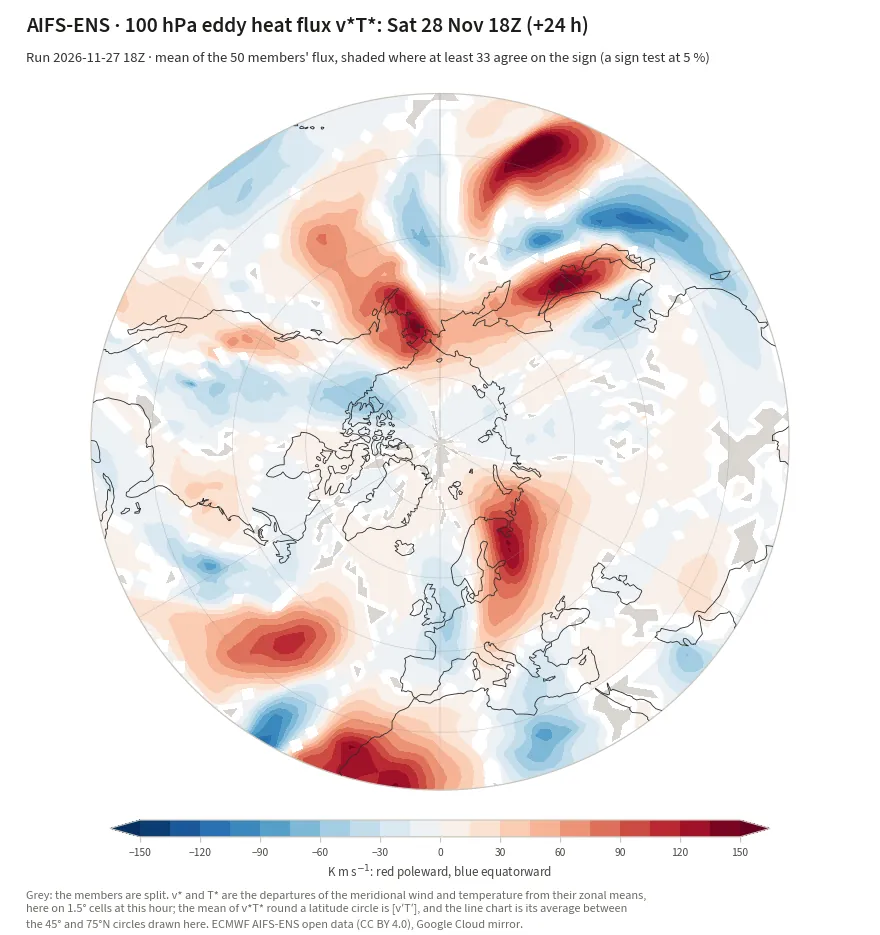 AIFS-ENS · 100 hPa eddy heat flux v*T*: Sat 28 Nov 18Z (+24 h)
Run 2026-11-27 18Z · mean of the 50 members' flux, shaded where at least 33 agree on the sign (a sign test at 5 %)
−150 −120 −90 −60 −30 0 30 60 90 120 150
K m s⁻¹: red poleward, blue equatorward
Grey: the members are split. v* and T* are the departures of the meridional wind and temperature from their zonal means,
here on 1.5° cells at this hour; the mean of v*T* round a latitude circle is [v′T′], and the line chart is its average between
the 45° and 75°N circles drawn here. ECMWF AIFS-ENS open data (CC BY 4.0), Google Cloud mirror.